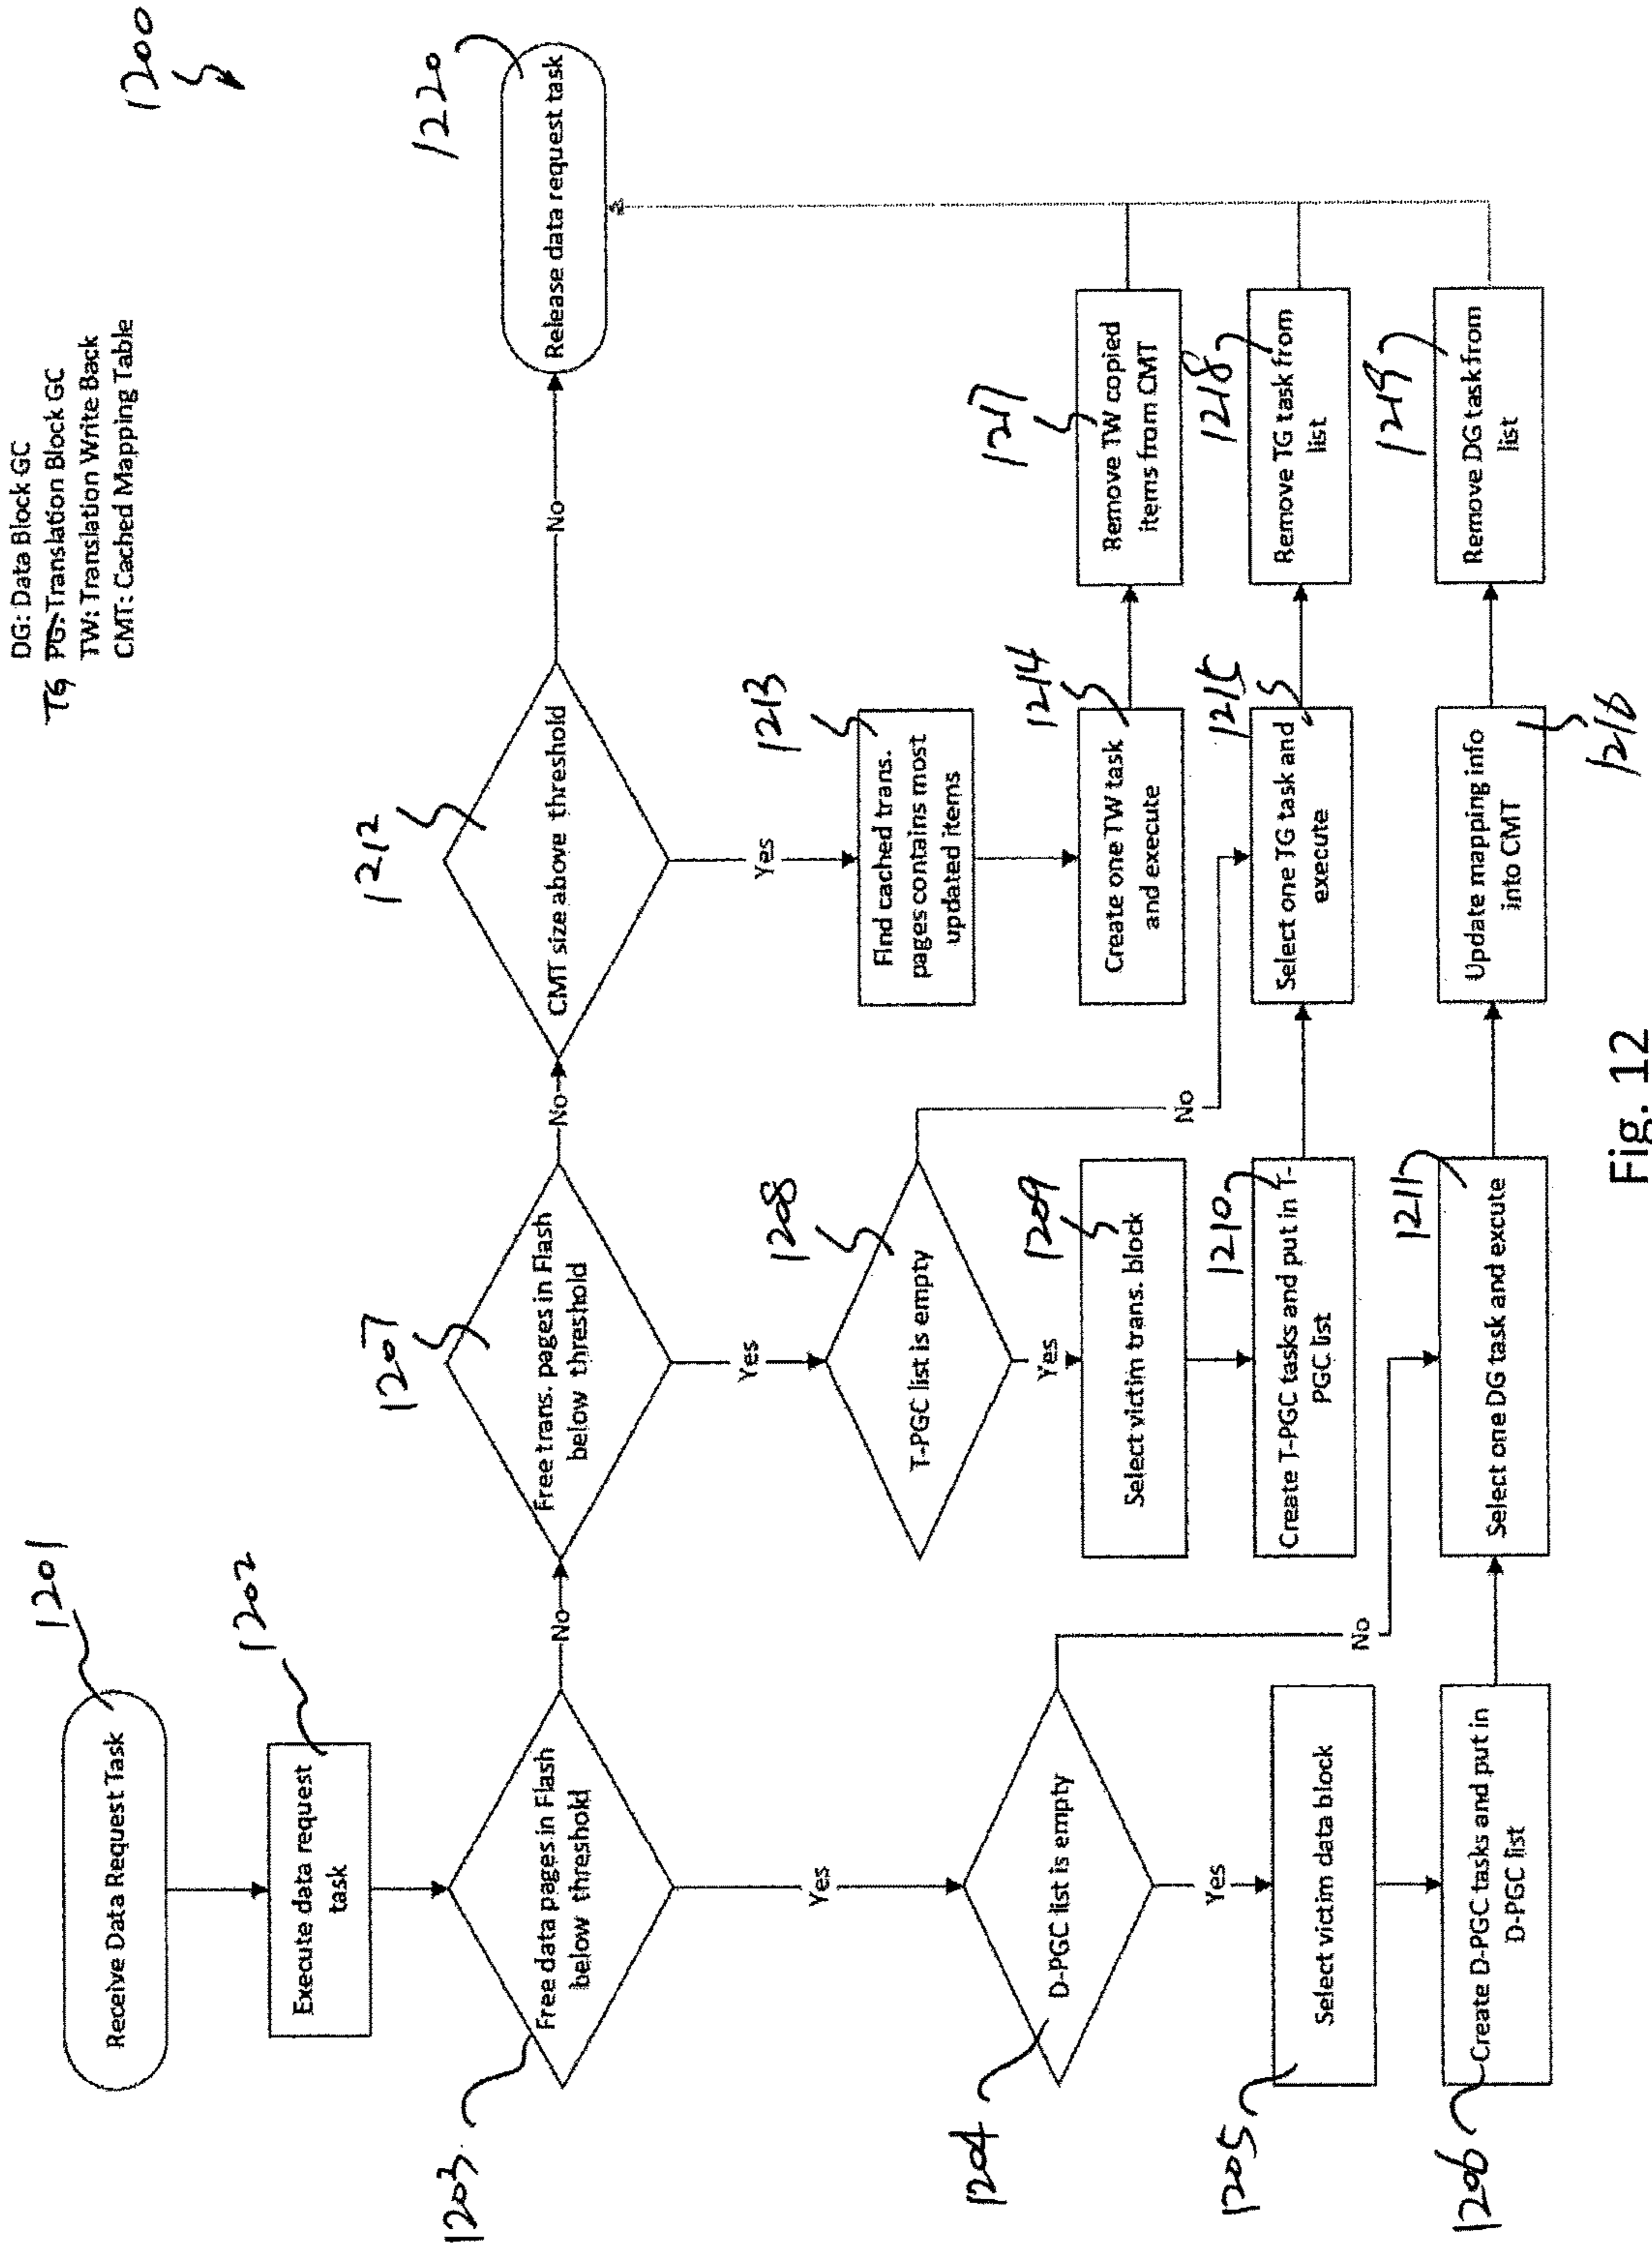 DG: Data Block GC
TG PG: Translation Block GC
TW: Translation Write Back
CMT: Cached Mapping Table
1200
1201
Receive Data Request Task
1202
Execute data request
task
1203
Free data pages in Flash
below threshold
No
1207
Free trans. pages in Flash
below threshold
No
1212
CMT size above threshold
No
1220
Release data request task
Yes
Yes
Yes
1204
D-PGC list is empty
No
Yes
1205
Select victim data block
1206
Create D-PGC tasks and put in
D-PGC list
1208
T-PGC list is empty
No
Yes
1209
Select victim trans. block
1210
Create T-PGC tasks and put in T-
PGC list
1211
Select one DG task and excute
1213
Find cached trans.
pages contains most
updated items
1214
Create one TW task
and execute
1215
Select one TG task and
execute
1216
Update mapping info
into CMT
1217
Remove TW copied
items from CMT
1218
Remove TG task from
list
1219
Remove DG task from
list
Fig. 12